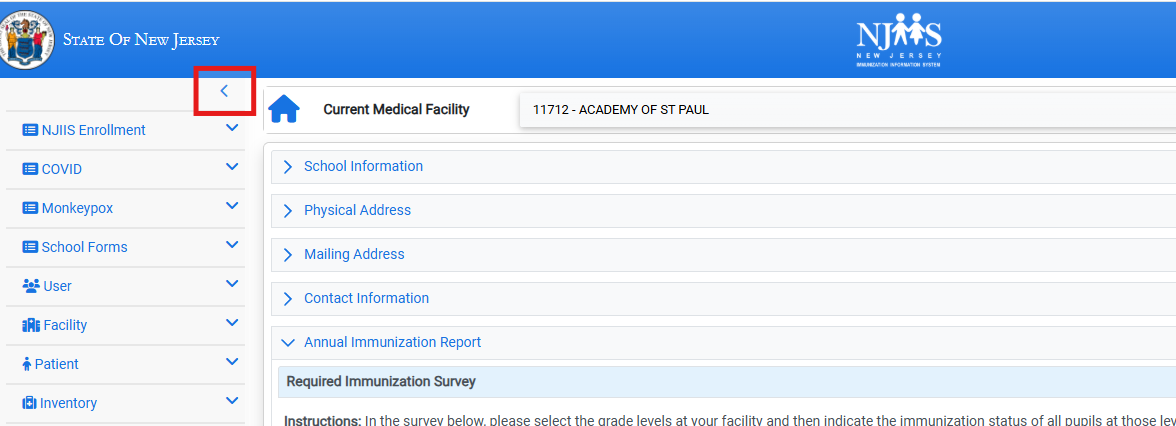 STATE OF NEW JERSEY
NJIIS
NEW JERSEY
IMMUNIZATION INFORMATION SYSTEM
Current Medical Facility
11712 - ACADEMY OF ST PAUL
NJIIS Enrollment
COVID
Monkeypox
School Forms
User
Facility
Patient
Inventory
School Information
Physical Address
Mailing Address
Contact Information
Annual Immunization Report
Required Immunization Survey
Instructions: In the survey below, please select the grade levels at your facility and then indicate the immunization status of all pupils at those lev